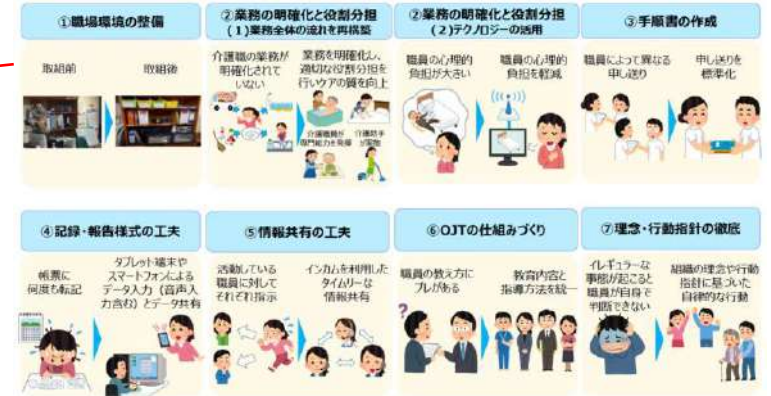 ①職場環境の整備
取組前
取組後
②業務の明確化と役割分担
(1)業務全体の流れを再構築
介護職の業務が
明確化されて
いない
業務を明確化し、
適切な役割分担を
行いケアの質を向上
介護職員が
専門能力を発揮
介護助手
が実施
②業務の明確化と役割分担
(2)テクノロジーの活用
職員の心理的
負担が大きい
職員の心理的
負担を軽減
③手順書の作成
職員によって異なる
申し送り
申し送りを
標準化
④記録・報告様式の工夫
帳票に
何度も転記
タブレット端末や
スマートフォンによる
データ入力(音声入
力含む)とデータ共有
⑤情報共有の工夫
活動している
職員に対して
それぞれ指示
インカムを利用した
タイムリーな
情報共有
⑥OJTの仕組みづくり
職員の教え方に
ブレがある
教育内容と
指導方法を統一
⑦理念・行動指針の徹底
イレギュラーな
事態が起こると
職員が自身で
判断できない
組織の理念や行動
指針に基づいた
自律的な行動